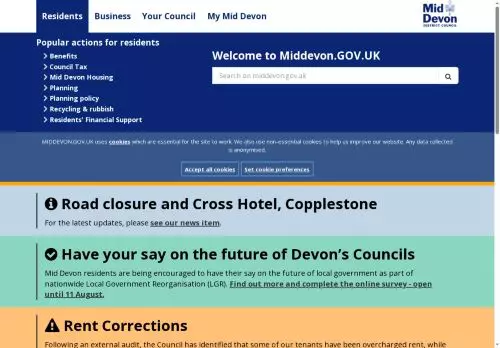 Residents Business Your Council My Mid Devon
Mid
Devon
DISTRICT COUNCIL
Popular actions for residents
Benefits
Council Tax
Mid Devon Housing
Planning
Planning policy
Recycling & rubbish
Residents' Financial Support
Welcome to Middevon.GOV.UK
Search on middevon.gov.uk
MIDDEVON.GOV.UK uses cookies which are essential for the site to work. We also use non-essential cookies to help us improve our website. Any data collected
is anonymised.
Accept all cookies Set cookie preferences
Road closure and Cross Hotel, Copplestone
For the latest updates, please see our news item.
Have your say on the future of Devon's Councils
Mid Devon residents are being encouraged to have their say on the future of local government as part of
nationwide Local Government Reorganisation (LGR). Find out more and complete the online survey - open
until 11 August.
Rent Corrections
Following an external audit, the Council has identified that some of our tenants have been overcharged rent, while